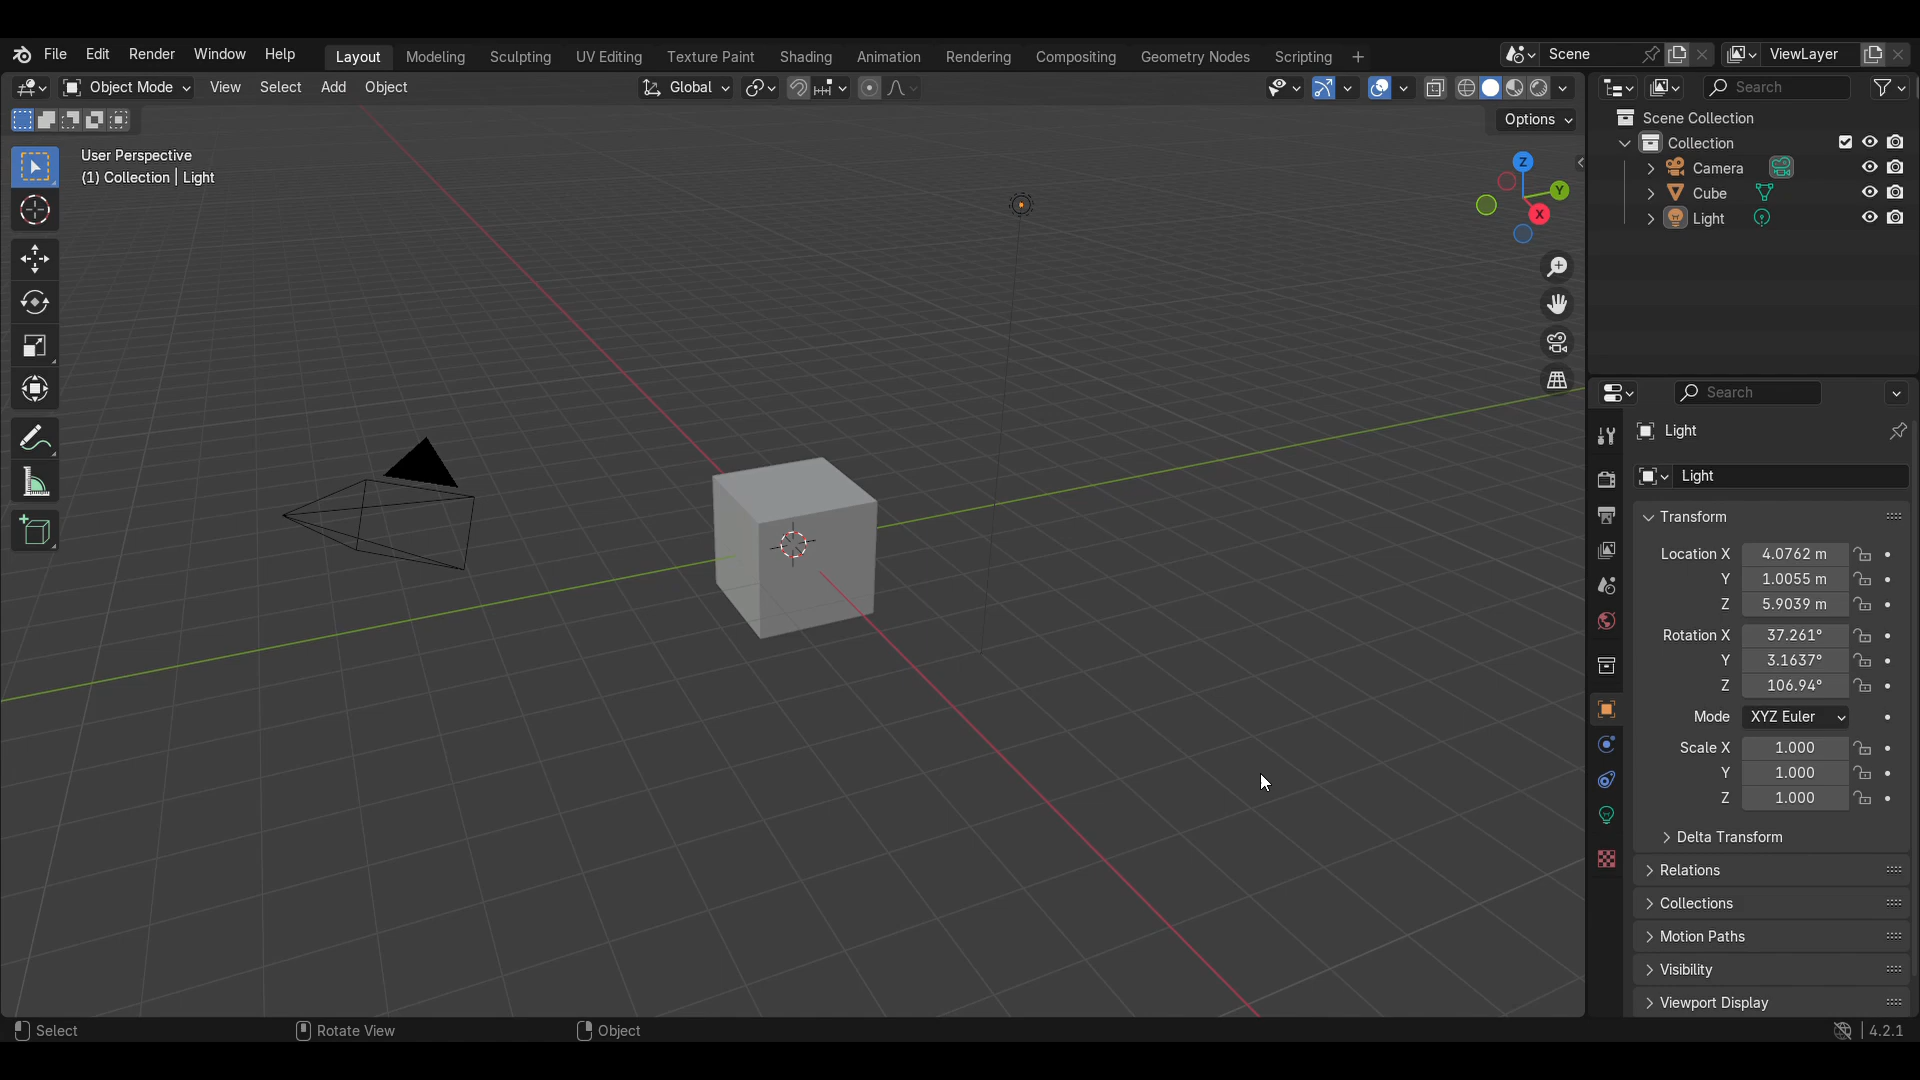 File Edit Render Window Help Layout Modeling Sculpting UV Editing Texture Paint Shading Animation Rendering Compositing Geometry Nodes Scripting + Scene ViewLayer
Object Mode View Select Add Object Global Search
Options
User Perspective
(1) Collection | Light
Z
Y
X
Scene Collection
Collection
Camera
Cube
Light
Search
Light
Light
Transform
Location X 4.0762 m
Y 1.0055 m
Z 5.9039 m
Rotation X 37.261°
Y 3.1637°
Z 106.94°
Mode XYZ Euler
Scale X 1.000
Y 1.000
Z 1.000
Delta Transform
Relations
Collections
Motion Paths
Visibility
Viewport Display
Select Rotate View Object 4.2.1